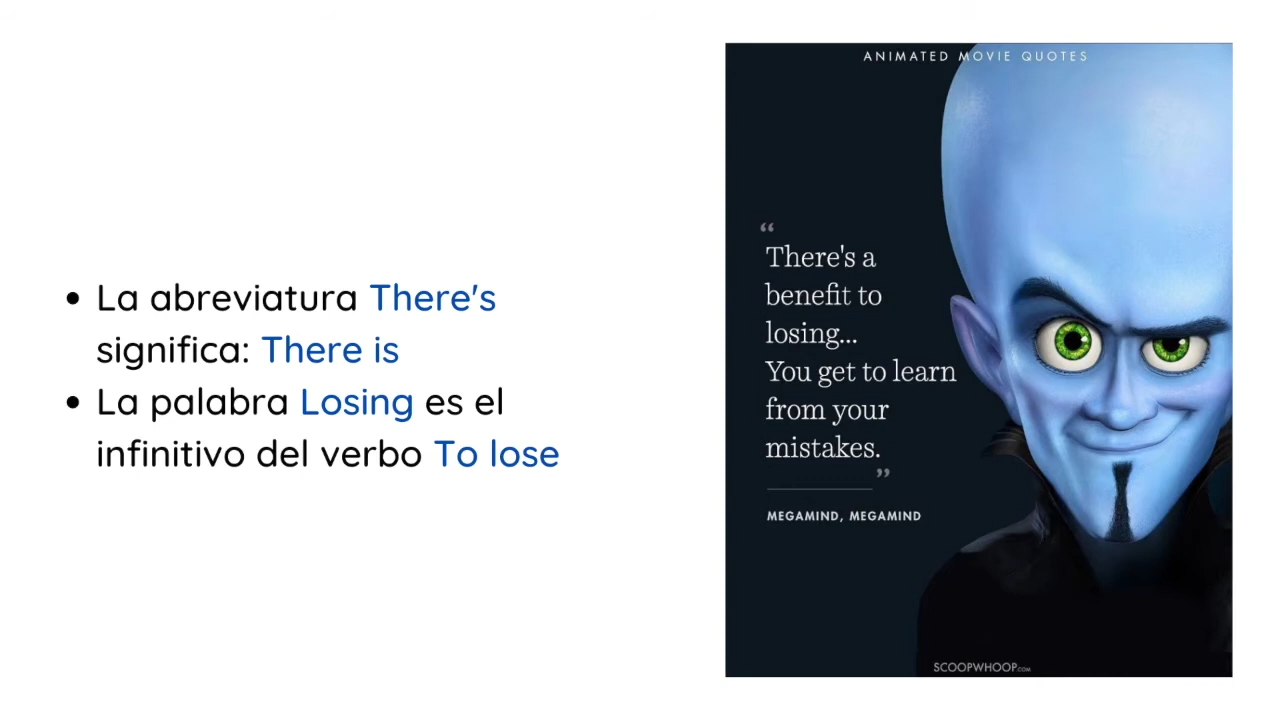 • La abreviatura There's
significa: There is
• La palabra Losing es el
infinitivo del verbo To lose
ANIMATED MOVIE QUOTES
“
There's a
benefit to
losing...
You get to learn
from your
mistakes.
”
MEGAMIND, MEGAMIND
SCOOPWHOOP.COM